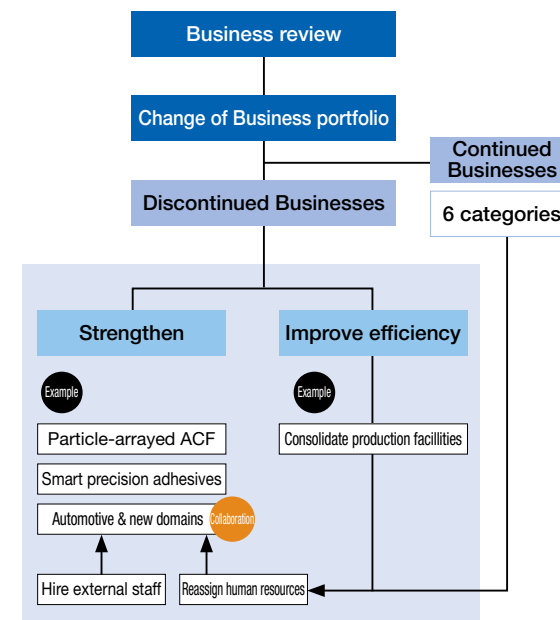 Business review
Change of Business portfolio
Continued
Businesses
Discontinued Businesses
6 categories
Strengthen
Improve efficiency
Example
Example
Particle-arrayed ACF
Consolidate production facillities
Smart precision adhesives
Automotive & new domains
Collaboration
Hire external staff
Reassign human resources